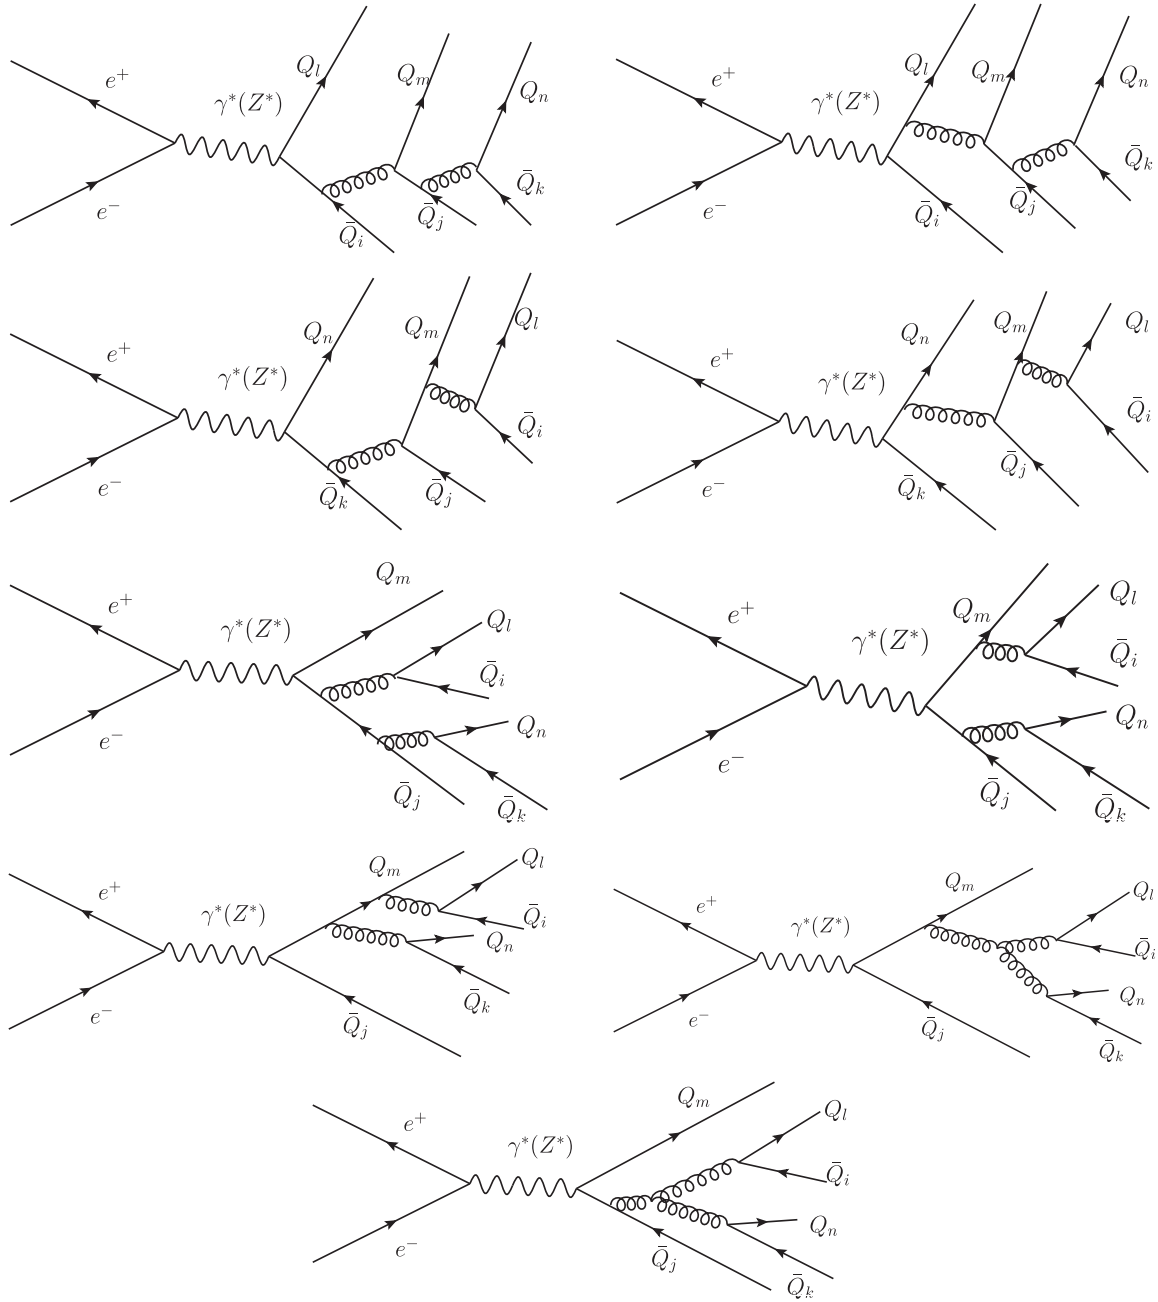 e⁺ γ*(Z*) e⁻ Q_l Q_m Q_n Q̄_i Q̄_j Q̄_k
e⁺ γ*(Z*) e⁻ Q_l Q_m Q_n Q̄_i Q̄_j Q̄_k
e⁺ γ*(Z*) e⁻ Q_n Q_m Q_l Q̄_k Q̄_j Q̄_i
e⁺ γ*(Z*) e⁻ Q_n Q_m Q_l Q̄_k Q̄_j Q̄_i
e⁺ γ*(Z*) e⁻ Q_m Q_l Q̄_i Q_n Q̄_j Q̄_k
e⁺ γ*(Z*) e⁻ Q_m Q_l Q̄_i Q_n Q̄_j Q̄_k
e⁺ γ*(Z*) e⁻ Q_m Q_l Q̄_i Q_n Q̄_k Q̄_j
e⁺ γ*(Z*) e⁻ Q_m Q_l Q̄_i Q_n Q̄_j Q̄_k
e⁺ γ*(Z*) e⁻ Q_m Q_l Q̄_i Q_n Q̄_j Q̄_k